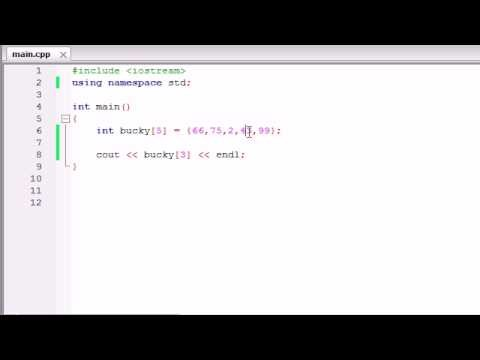 main.cpp
1 #include <iostream>
2 using namespace std;
3
4 int main()
5 {
6 int bucky[5] = {66,75,2,43,99};
7
8 cout << bucky[3] << endl;
9 }
10
11
12